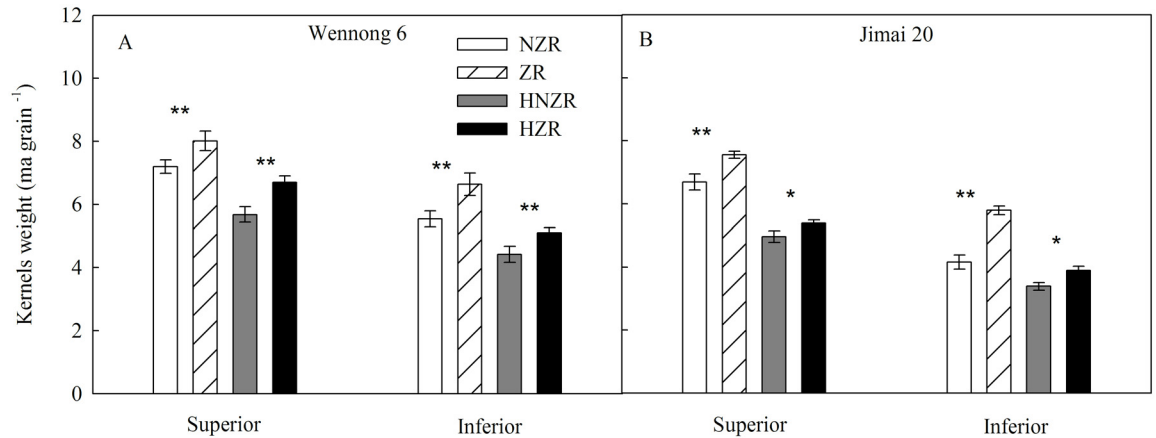 Kernels weight (ma grain -1)
12
10
8
6
4
2
0
A
Wennong 6
NZR
ZR
HNZR
HZR
**
**
**
**
Superior
Inferior
B
Jimai 20
**
*
**
*
Superior
Inferior